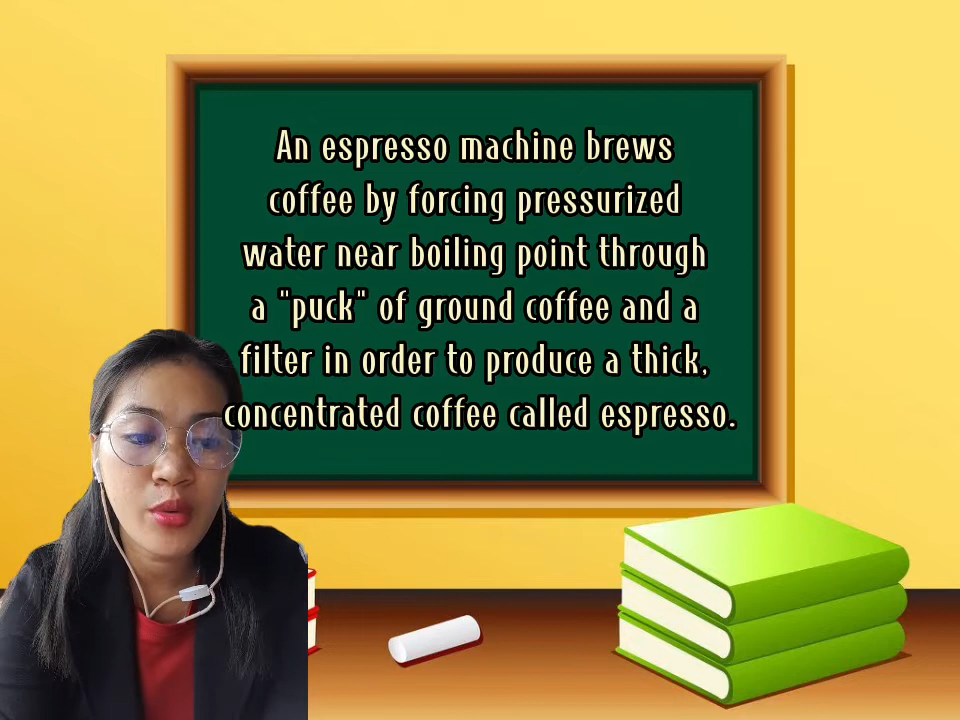 An espresso machine brews
coffee by forcing pressurized
water near boiling point through
a "puck" of ground coffee and a
filter in order to produce a thick,
concentrated coffee called espresso.